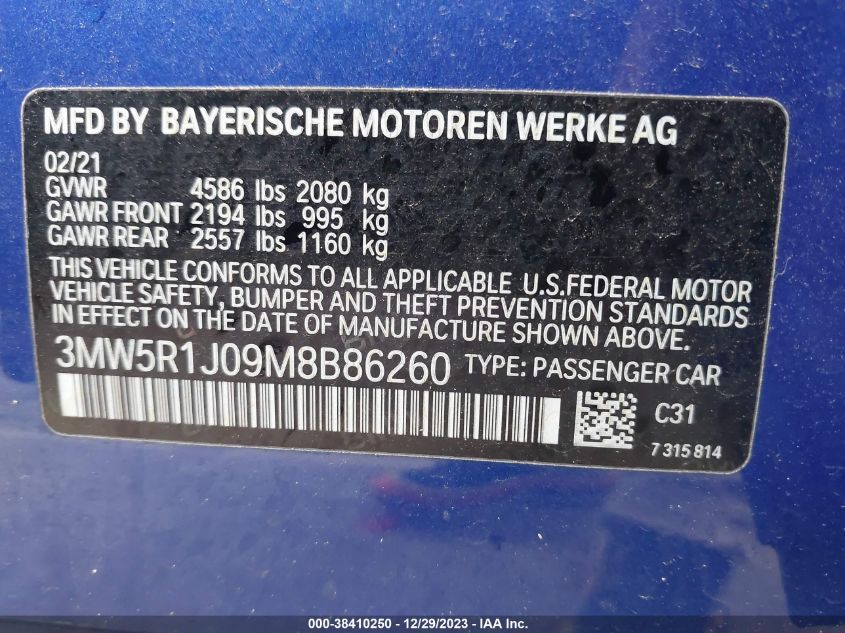 MFD BY BAYERISCHE MOTOREN WERKE AG
02/21
GVWR 4586 lbs 2080 kg
GAWR FRONT 2194 lbs 995 kg
GAWR REAR 2557 lbs 1160 kg
THIS VEHICLE CONFORMS TO ALL APPLICABLE U.S.FEDERAL MOTOR
VEHICLE SAFETY, BUMPER AND THEFT PREVENTION STANDARDS
IN EFFECT ON THE DATE OF MANUFACTURE SHOWN ABOVE.
3MW5R1J09M8B86260 TYPE: PASSENGER CAR
C31
7 315 814
000-38410250 - 12/29/2023 - IAA Inc.